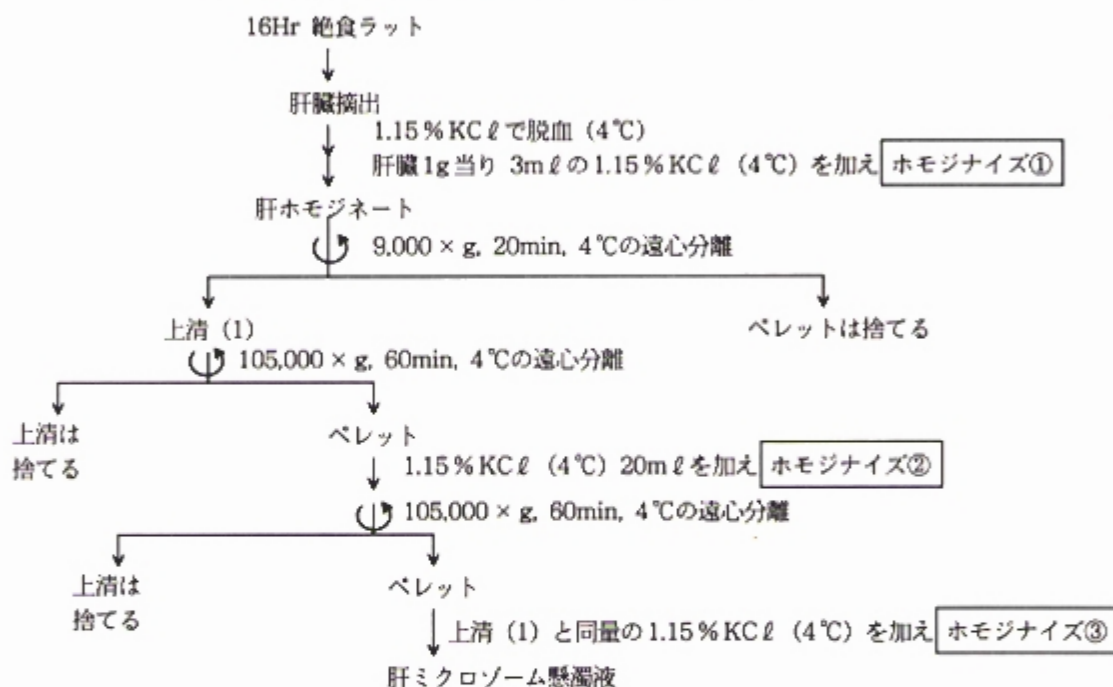 16Hr 絶食ラット
肝臓摘出
1.15％KCℓで脱血（4℃）
肝臓1g当り 3mℓの1.15％KCℓ（4℃）を加え ホモジナイズ①
肝ホモジネート
9,000×g, 20min, 4℃の遠心分離
上清（1） ペレットは捨てる
105,000×g, 60min, 4℃の遠心分離
上清は ペレット
捨てる
1.15％KCℓ（4℃）20mℓを加え ホモジナイズ②
105,000×g, 60min, 4℃の遠心分離
上清は ペレット
捨てる
上清（1）と同量の1.15％KCℓ（4℃）を加え ホモジナイズ③
肝ミクロゾーム懸濁液